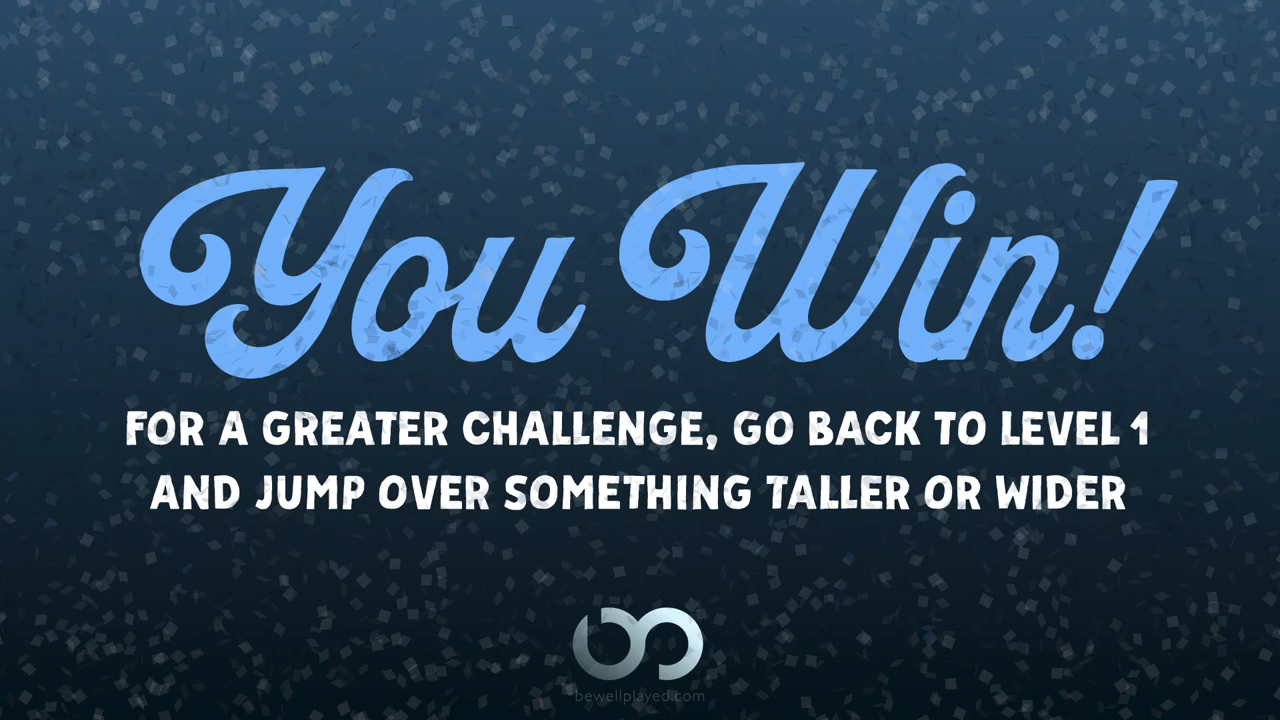 You Win!
FOR A GREATER CHALLENGE, GO BACK TO LEVEL 1
AND JUMP OVER SOMETHING TALLER OR WIDER
bewellplayed.com